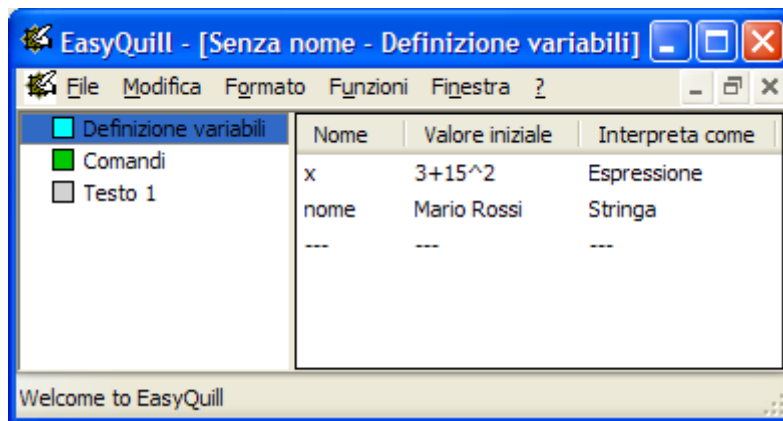 EasyQuill - [Senza nome - Definizione variabili]
File Modifica Formato Funzioni Finestra ?
Definizione variabili
Comandi
Testo 1
Nome Valore iniziale Interpreta come
x 3+15^2 Espressione
nome Mario Rossi Stringa
--- --- ---
Welcome to EasyQuill